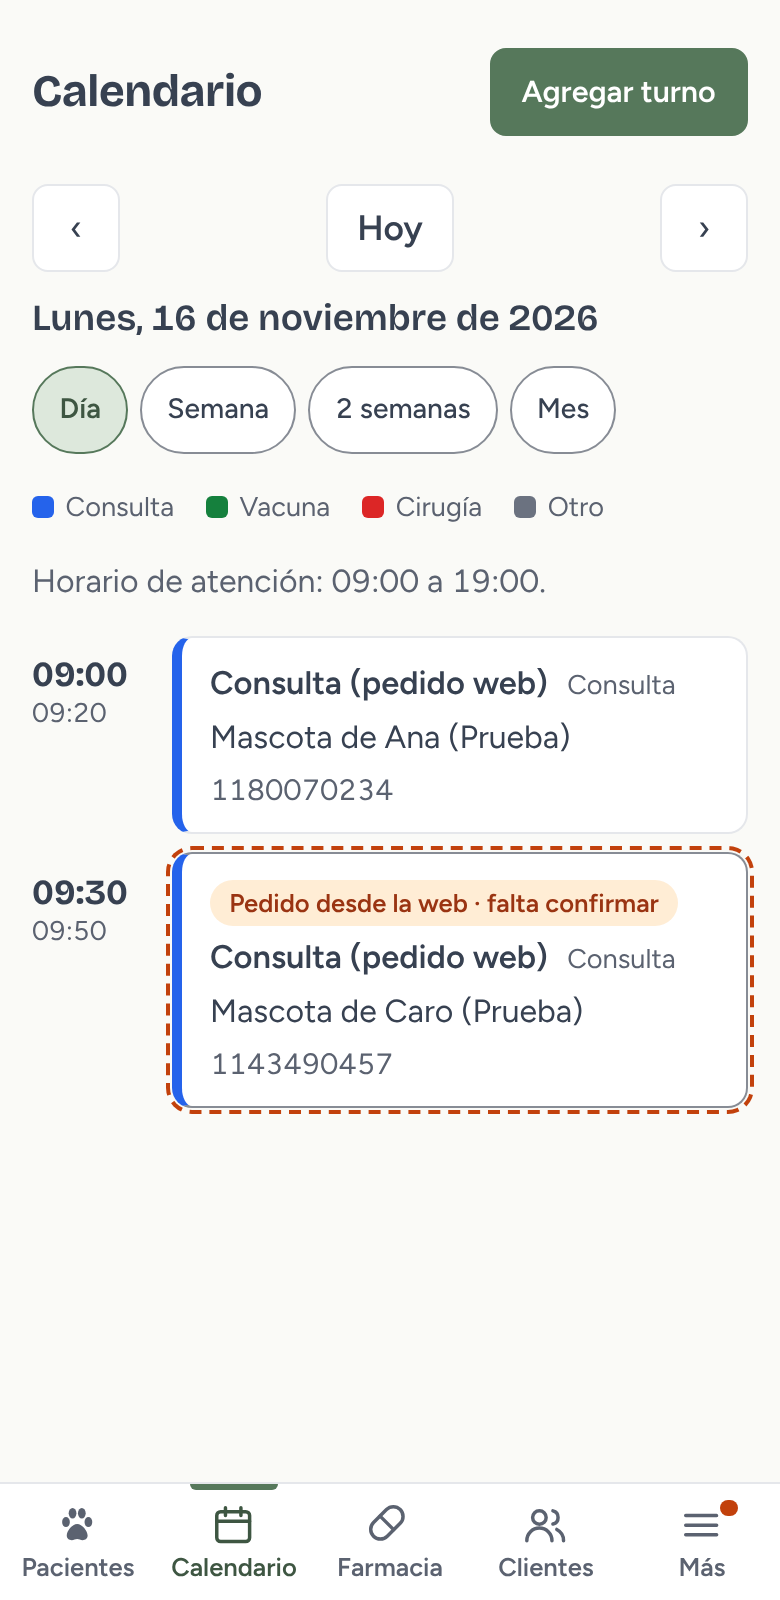 Calendario
Agregar turno
‹
Hoy
›
Lunes, 16 de noviembre de 2026
Día
Semana
2 semanas
Mes
Consulta
Vacuna
Cirugía
Otro
Horario de atención: 09:00 a 19:00.
09:00
09:20
Consulta (pedido web) Consulta
Mascota de Ana (Prueba)
1180070234
09:30
09:50
Pedido desde la web · falta confirmar
Consulta (pedido web) Consulta
Mascota de Caro (Prueba)
1143490457
Pacientes
Calendario
Farmacia
Clientes
Más